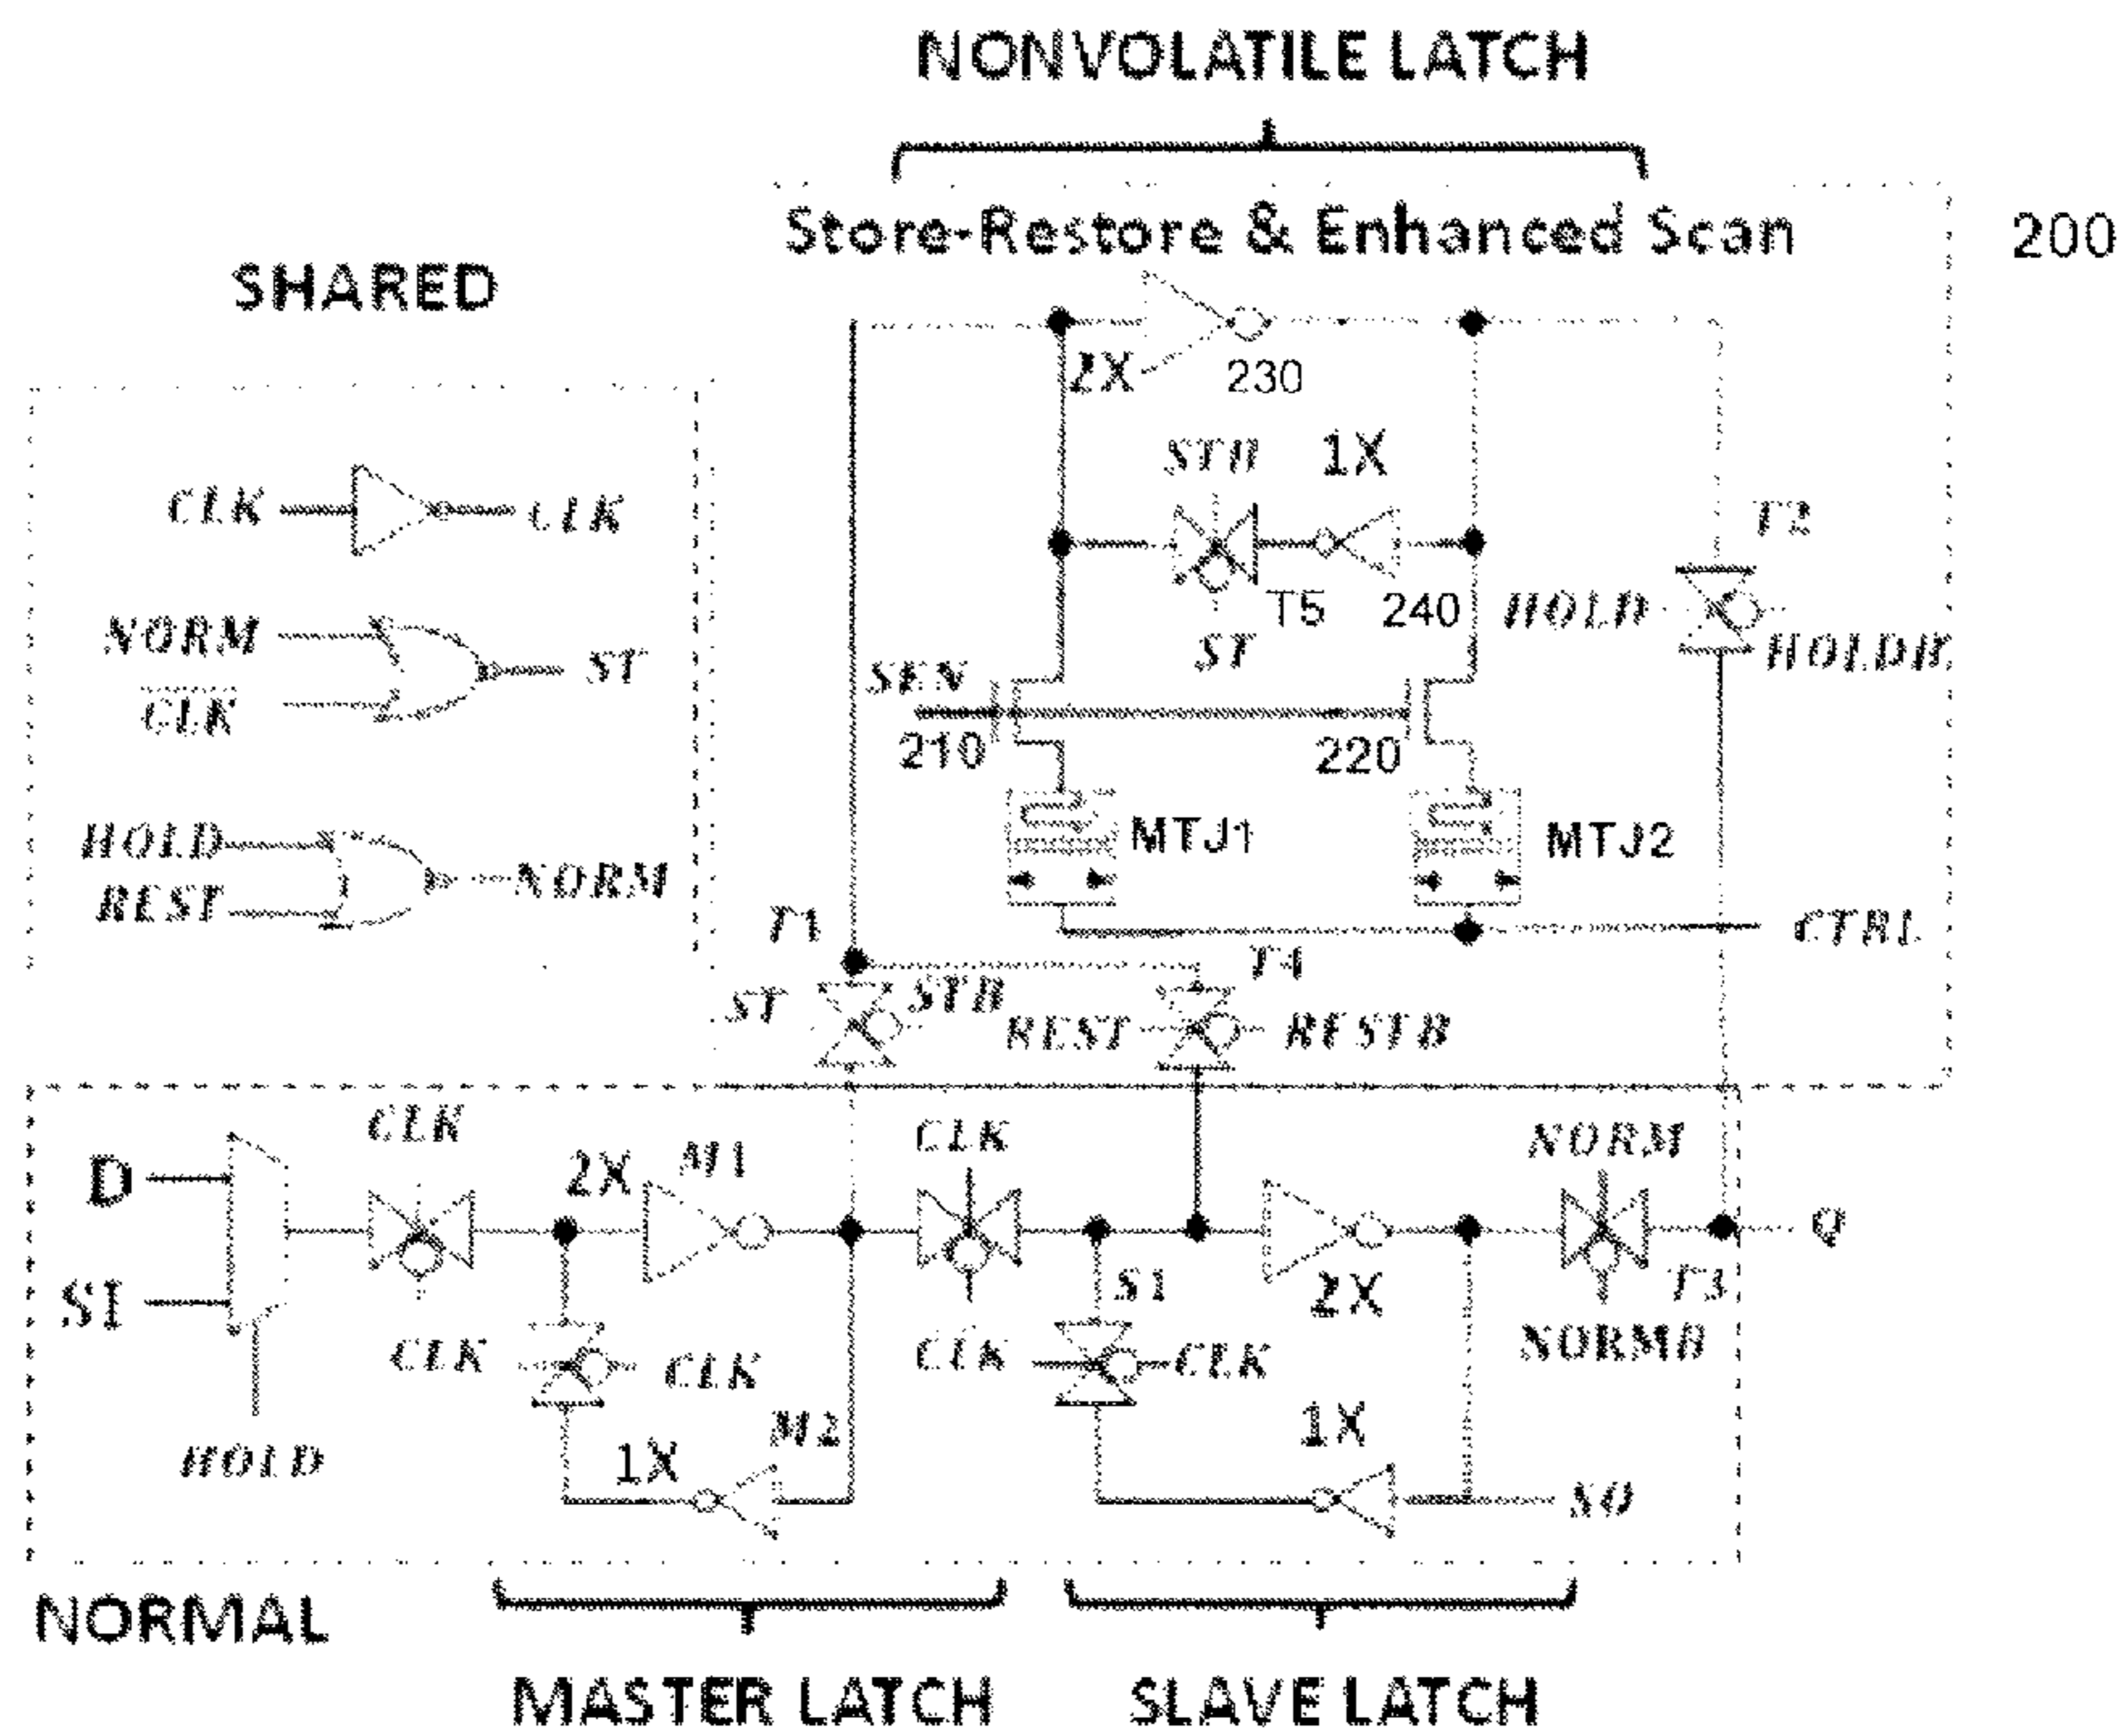 NONVOLATILE LATCH
Store-Restore & Enhanced Scan
200
SHARED
2X
230
STB
1X
CLK
CLK
T2
NORM
ST
CLK
T5
240
HOLD
HOLDB
ST
SEN
210
220
HOLD
REST
NORM
MTJ1
MTJ2
CTRL
T1
T4
ST
STB
REST
RESTB
D
CLK
2X
M1
CLK
NORM
Q
SI
S1
2X
T3
CLK
CLK
CLK
CLK
NORMB
HOLD
1X
M2
1X
SO
NORMAL
MASTER LATCH
SLAVE LATCH